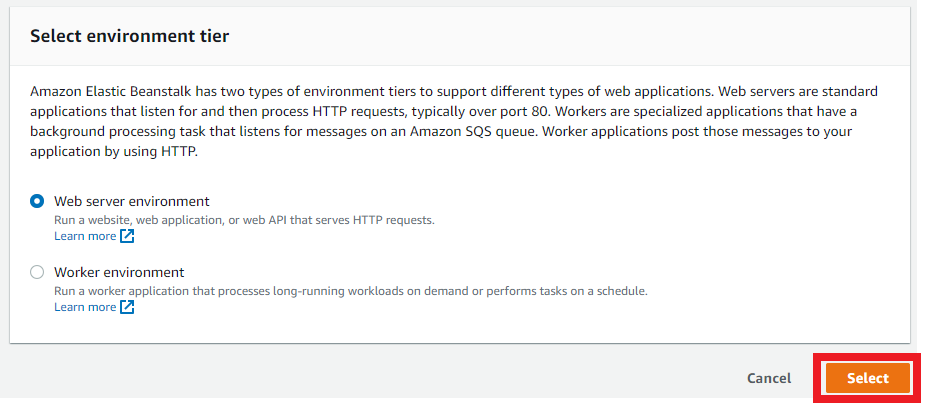 Select environment tier
Amazon Elastic Beanstalk has two types of environment tiers to support different types of web applications. Web servers are standard
applications that listen for and then process HTTP requests, typically over port 80. Workers are specialized applications that have a
background processing task that listens for messages on an Amazon SQS queue. Worker applications post those messages to your
application by using HTTP.
Web server environment
Run a website, web application, or web API that serves HTTP requests.
Learn more
Worker environment
Run a worker application that processes long-running workloads on demand or performs tasks on a schedule.
Learn more
Cancel Select